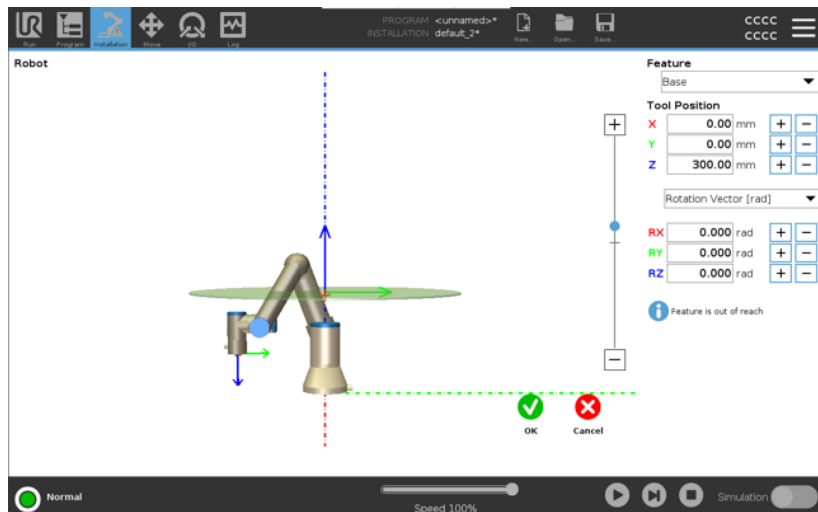 UR
PROGRAM <unnamed>*
INSTALLATION default_2*
CCCC
CCCC
Run
Program
Installation
Move
I/O
Log
New...
Open...
Save...
Robot
Feature
Base
Tool Position
X 0.00 mm + −
Y 0.00 mm + −
Z 300.00 mm + −
Rotation Vector [rad]
RX 0.000 rad + −
RY 0.000 rad + −
RZ 0.000 rad + −
Feature is out of reach
OK
Cancel
Normal
Speed 100%
Simulation